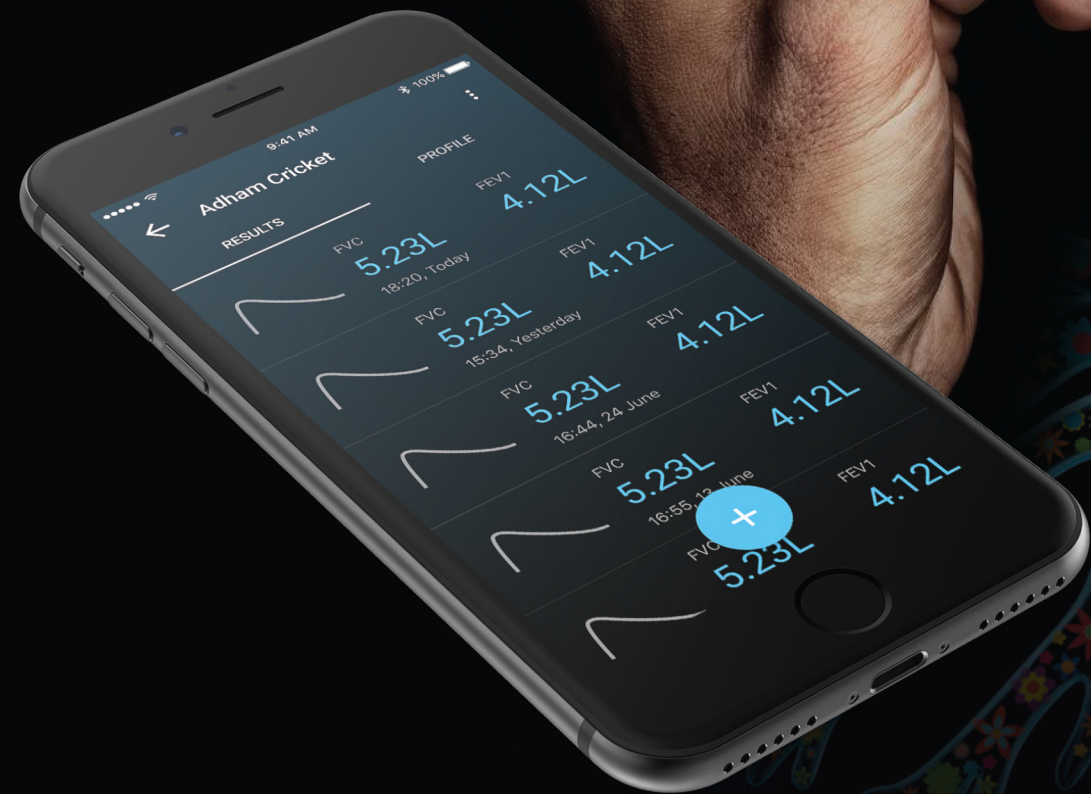 9:41 AM
100%
Adham Cricket
RESULTS
PROFILE
FVC
5.23L
18:20, Today
FEV1
4.12L
FVC
5.23L
15:34, Yesterday
FEV1
4.12L
FVC
5.23L
16:44, 24 June
FEV1
4.12L
FVC
5.23L
16:55, 13 June
FEV1
4.12L
FVC
5.23L
FEV1
4.12L